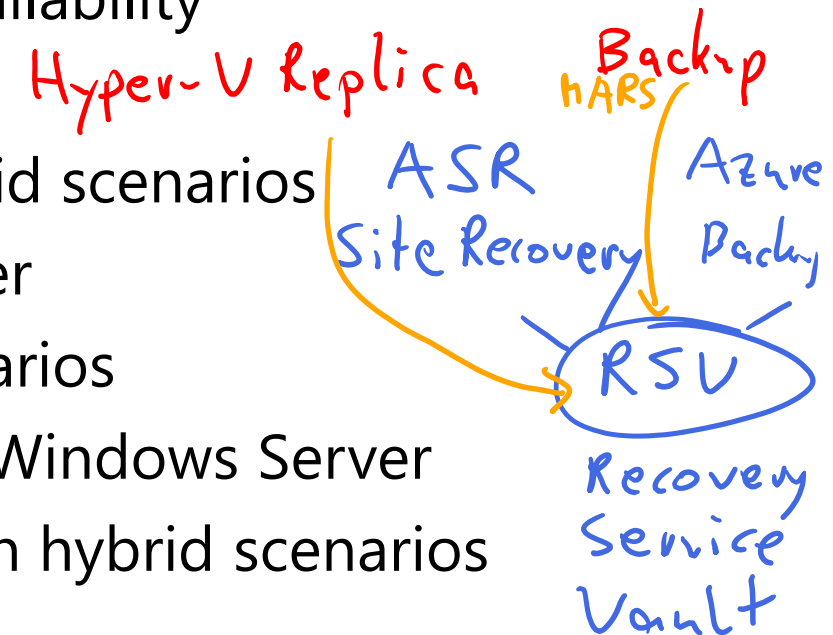 ilability
Hyper-V Replica
Backup
MARS
id scenarios
ASR
Azure
Site Recovery
Backup
er
arios
RSV
Windows Server
Recovery
n hybrid scenarios
Service
Vault